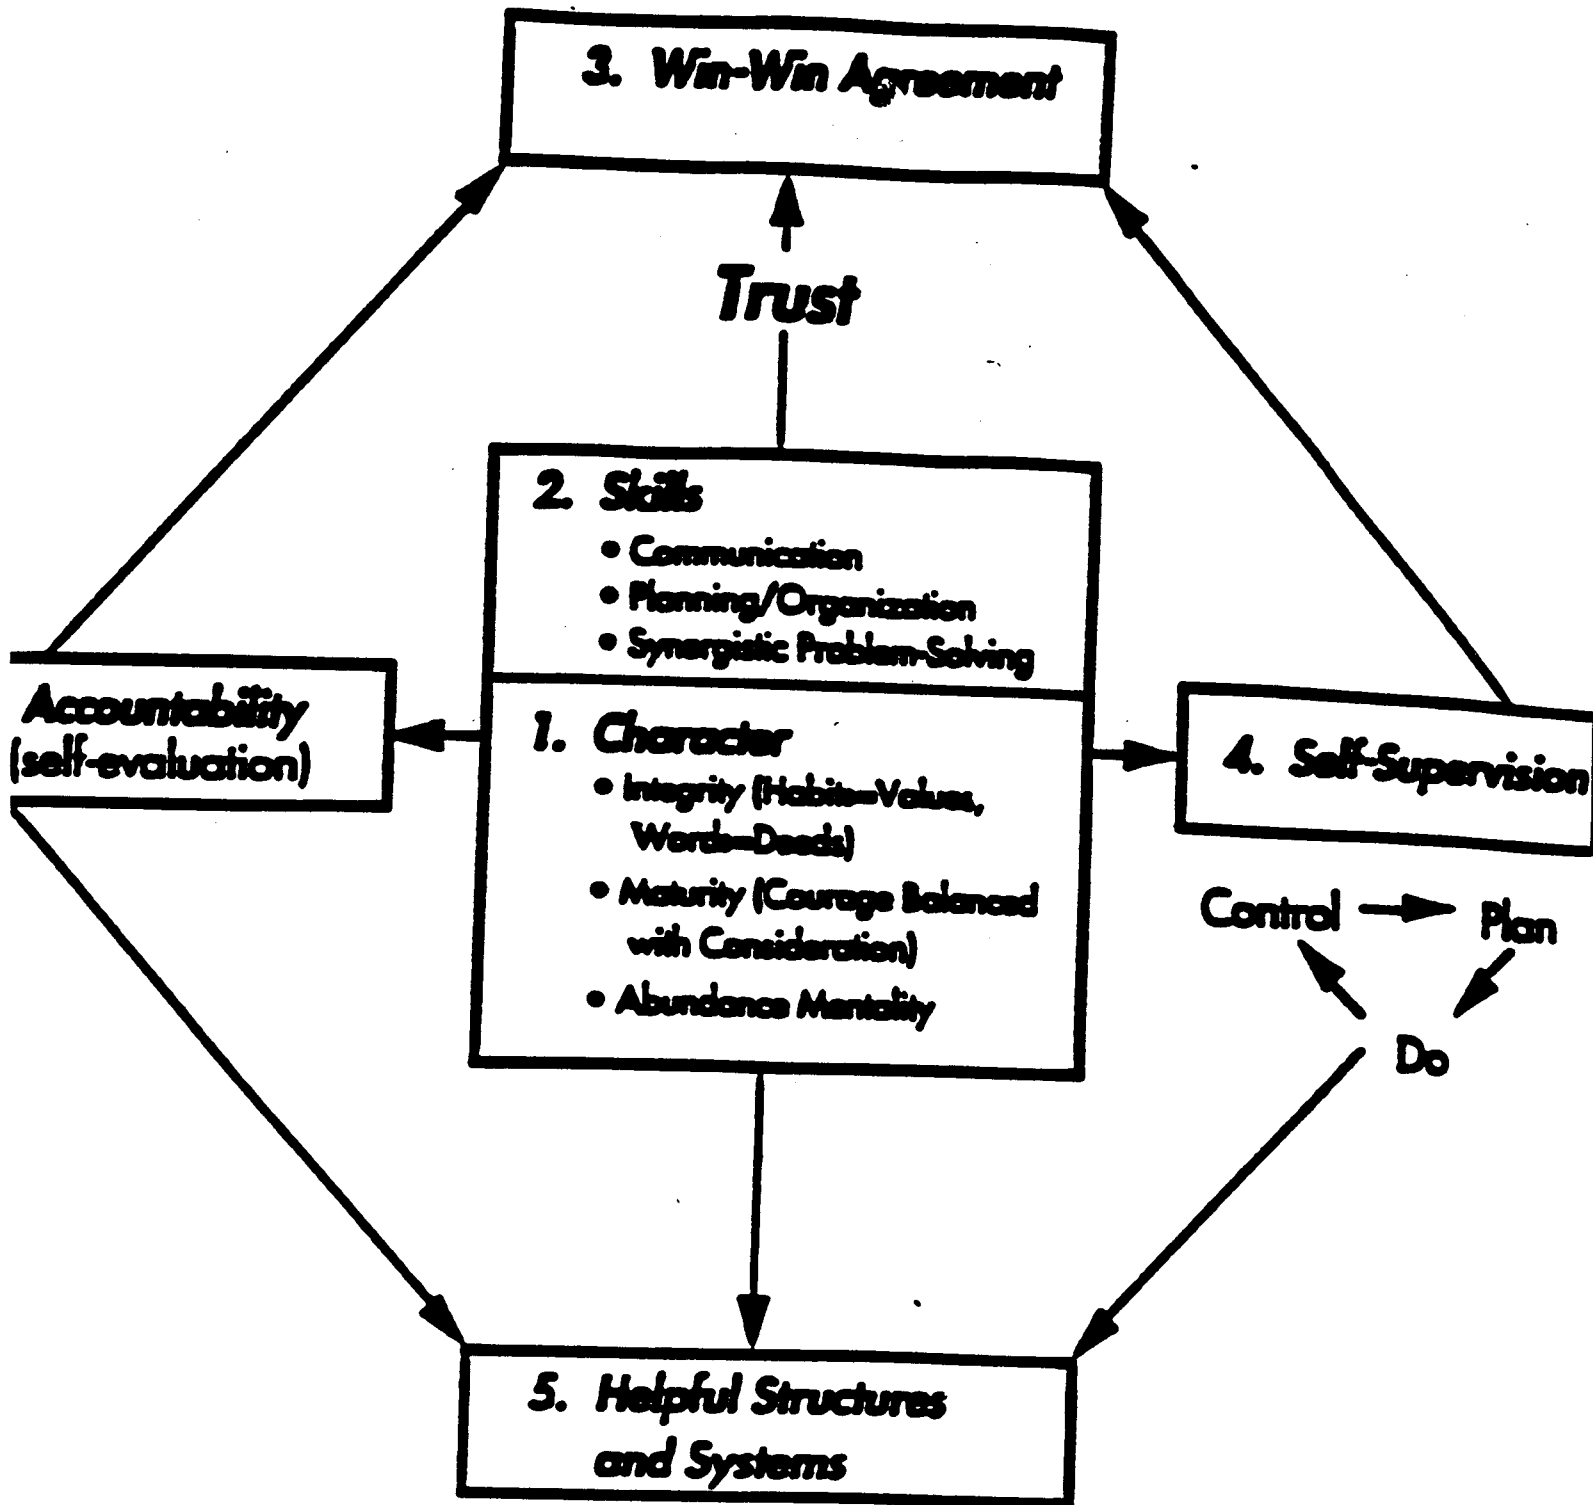 3. Win-Win Agreement
Trust
2. Skills
• Communication
• Planning/Organization
• Synergistic Problem-Solving
Accountability
(self-evaluation)
1. Character
• Integrity (Habits=Values,
Words=Deeds)
• Maturity (Courage Balanced
with Consideration)
• Abundance Mentality
4. Self-Supervision
Control
Plan
Do
5. Helpful Structures
and Systems